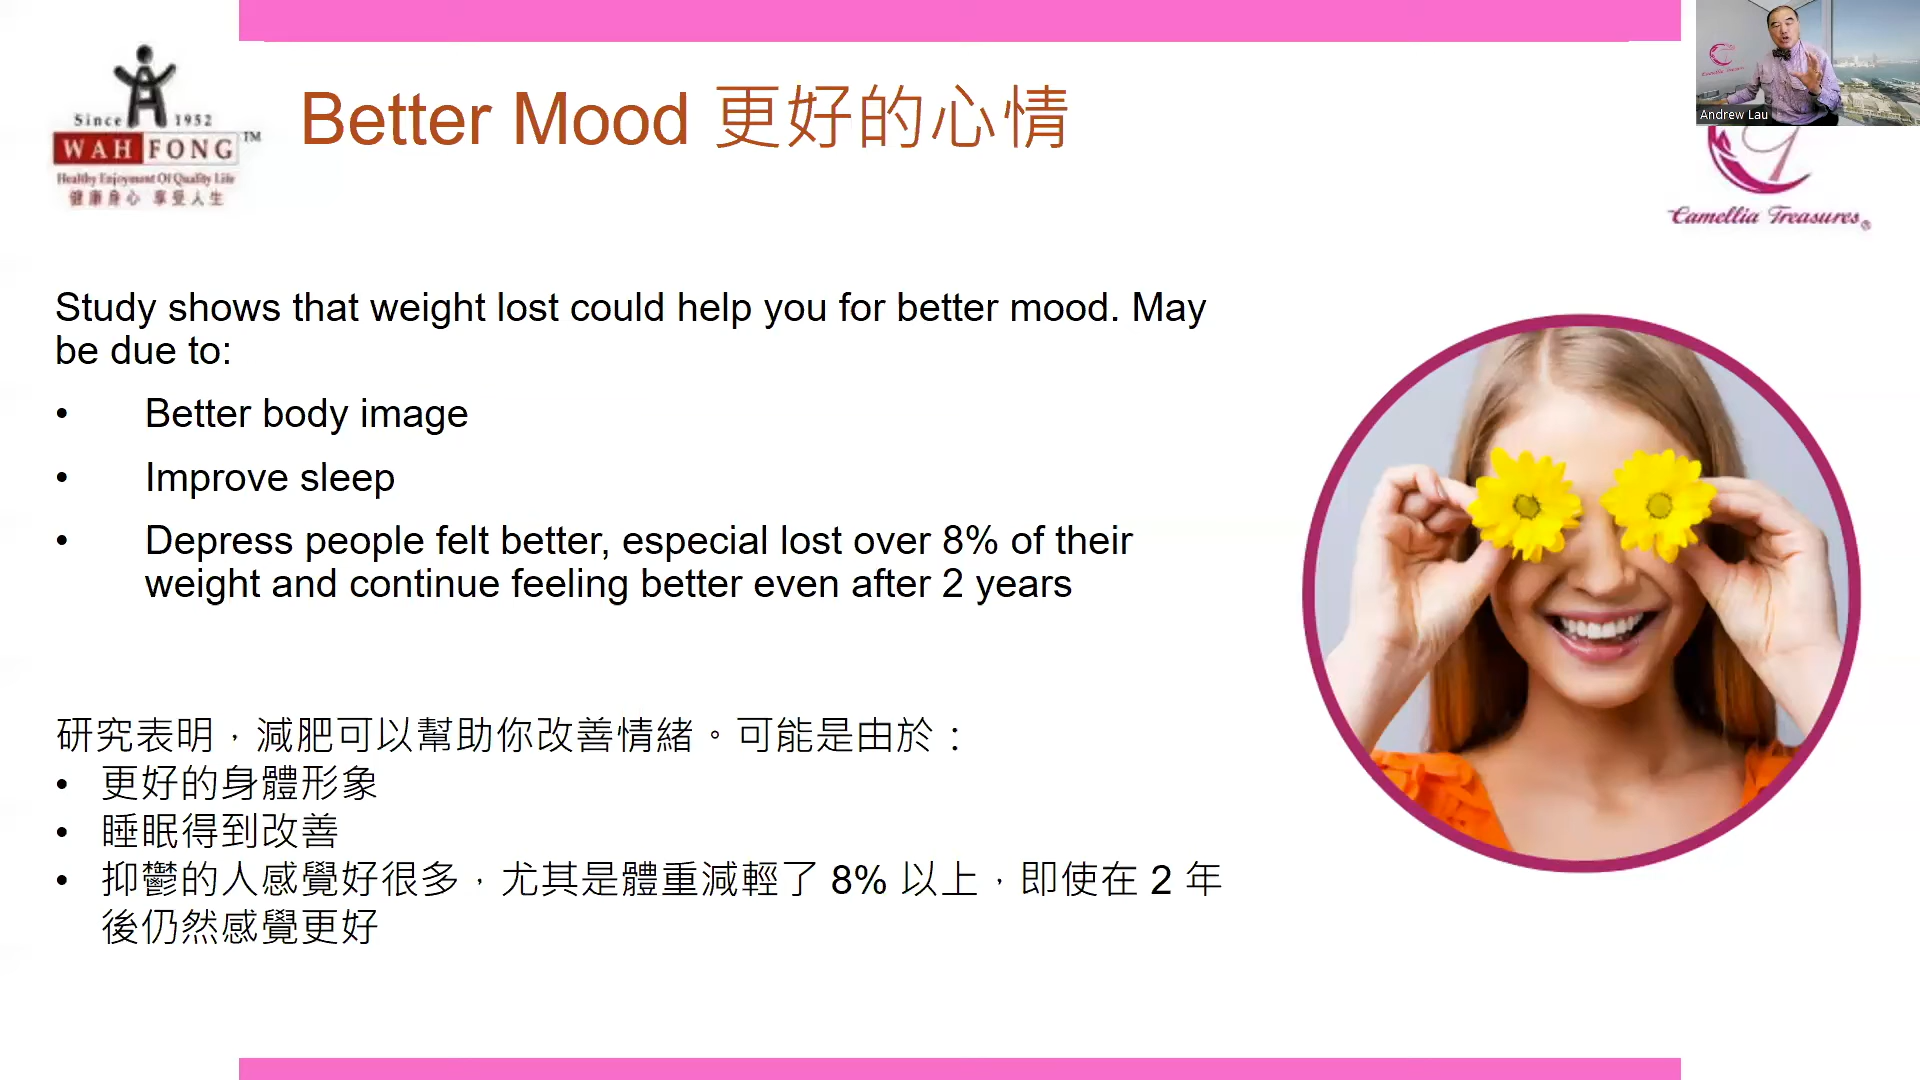 Since 1952
WAH FONG™
Healthy Enjoyment Of Quality Life
健康身心 享受人生
Better Mood 更好的心情
Andrew Lau
Camellia Treasures®
Study shows that weight lost could help you for better mood. May
be due to:
• Better body image
• Improve sleep
• Depress people felt better, especial lost over 8% of their
weight and continue feeling better even after 2 years
研究表明，減肥可以幫助你改善情緒。可能是由於：
• 更好的身體形象
• 睡眠得到改善
• 抑鬱的人感覺好很多，尤其是體重減輕了 8% 以上，即使在 2 年
後仍然感覺更好